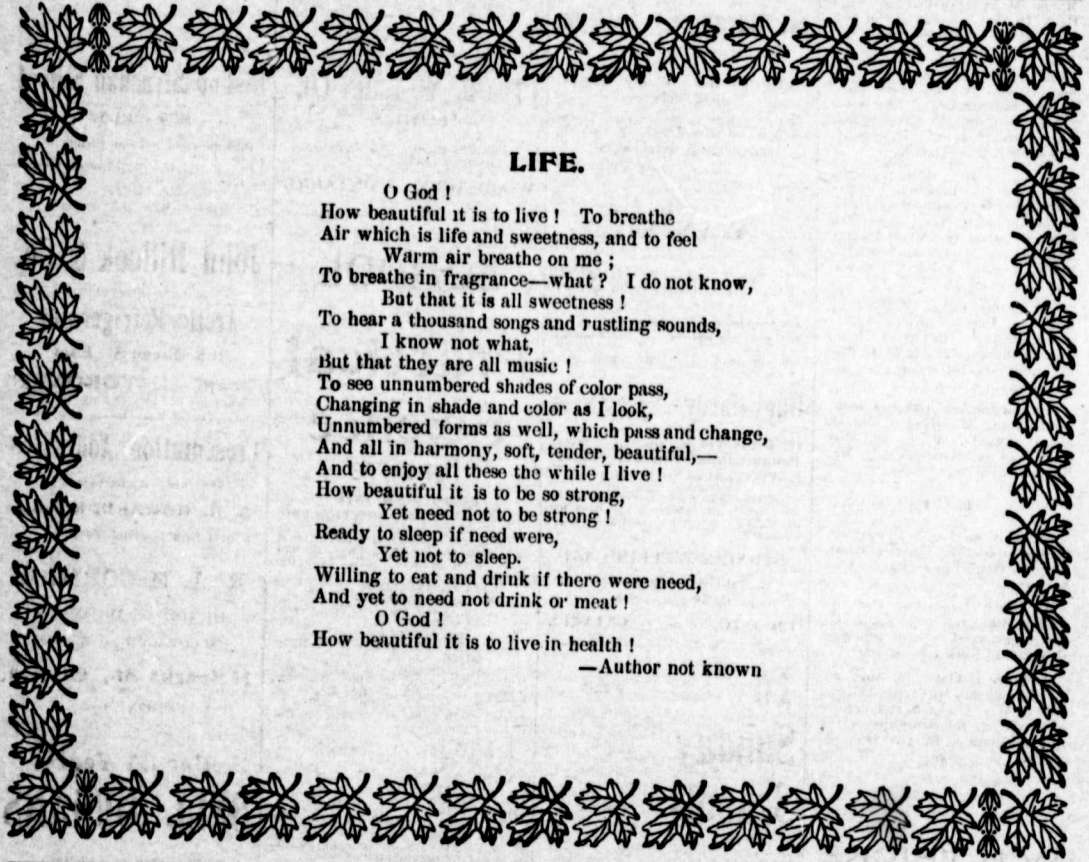 LIFE.
O God !
How beautiful it is to live ! To breathe
Air which is life and sweetness, and to feel
Warm air breathe on me ;
To breathe in fragrance—what ? I do not know,
But that it is all sweetness !
To hear a thousand songs and rustling sounds,
I know not what,
But that they are all music !
To see unnumbered shades of color pass,
Changing in shade and color as I look,
Unnumbered forms as well, which pass and change,
And all in harmony, soft, tender, beautiful,—
And to enjoy all these the while I live !
How beautiful it is to be so strong,
Yet need not to be strong !
Ready to sleep if need were,
Yet not to sleep.
Willing to eat and drink if there were need,
And yet to need not drink or meat !
O God !
How beautiful it is to live in health !
—Author not known